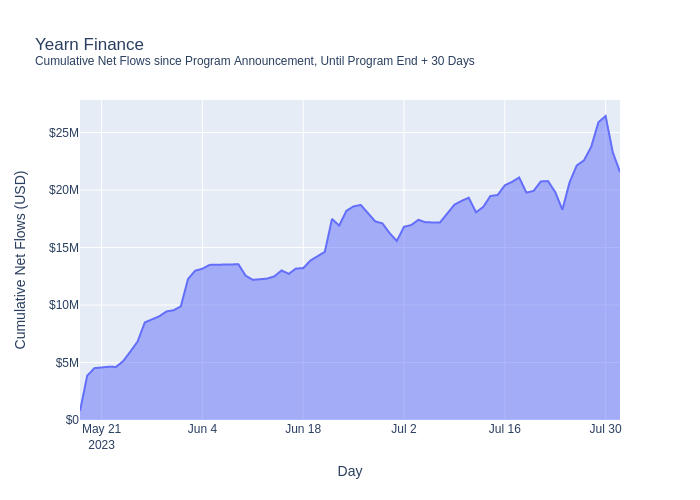 Yearn Finance
Cumulative Net Flows since Program Announcement, Until Program End + 30 Days
Cumulative Net Flows (USD)
$25M
$20M
$15M
$10M
$5M
$0
May 21
2023
Jun 4
Jun 18
Jul 2
Jul 16
Jul 30
Day